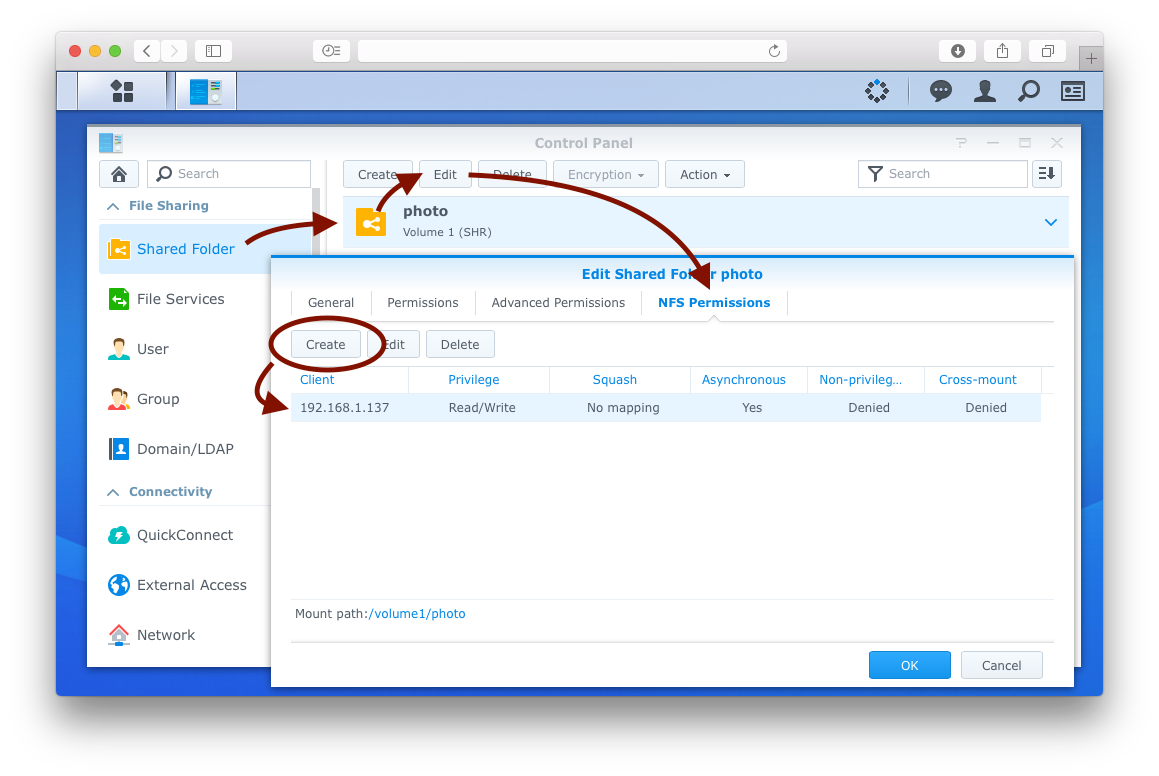 Control Panel
Search
Create Edit Delete Encryption Action Search
File Sharing
Shared Folder
File Services
User
Group
Domain/LDAP
Connectivity
QuickConnect
External Access
Network
photo
Volume 1 (SHR)
Edit Shared Folder photo
General Permissions Advanced Permissions NFS Permissions
Create Edit Delete
Client Privilege Squash Asynchronous Non-privileg... Cross-mount
192.168.1.137 Read/Write No mapping Yes Denied Denied
Mount path:/volume1/photo
OK Cancel